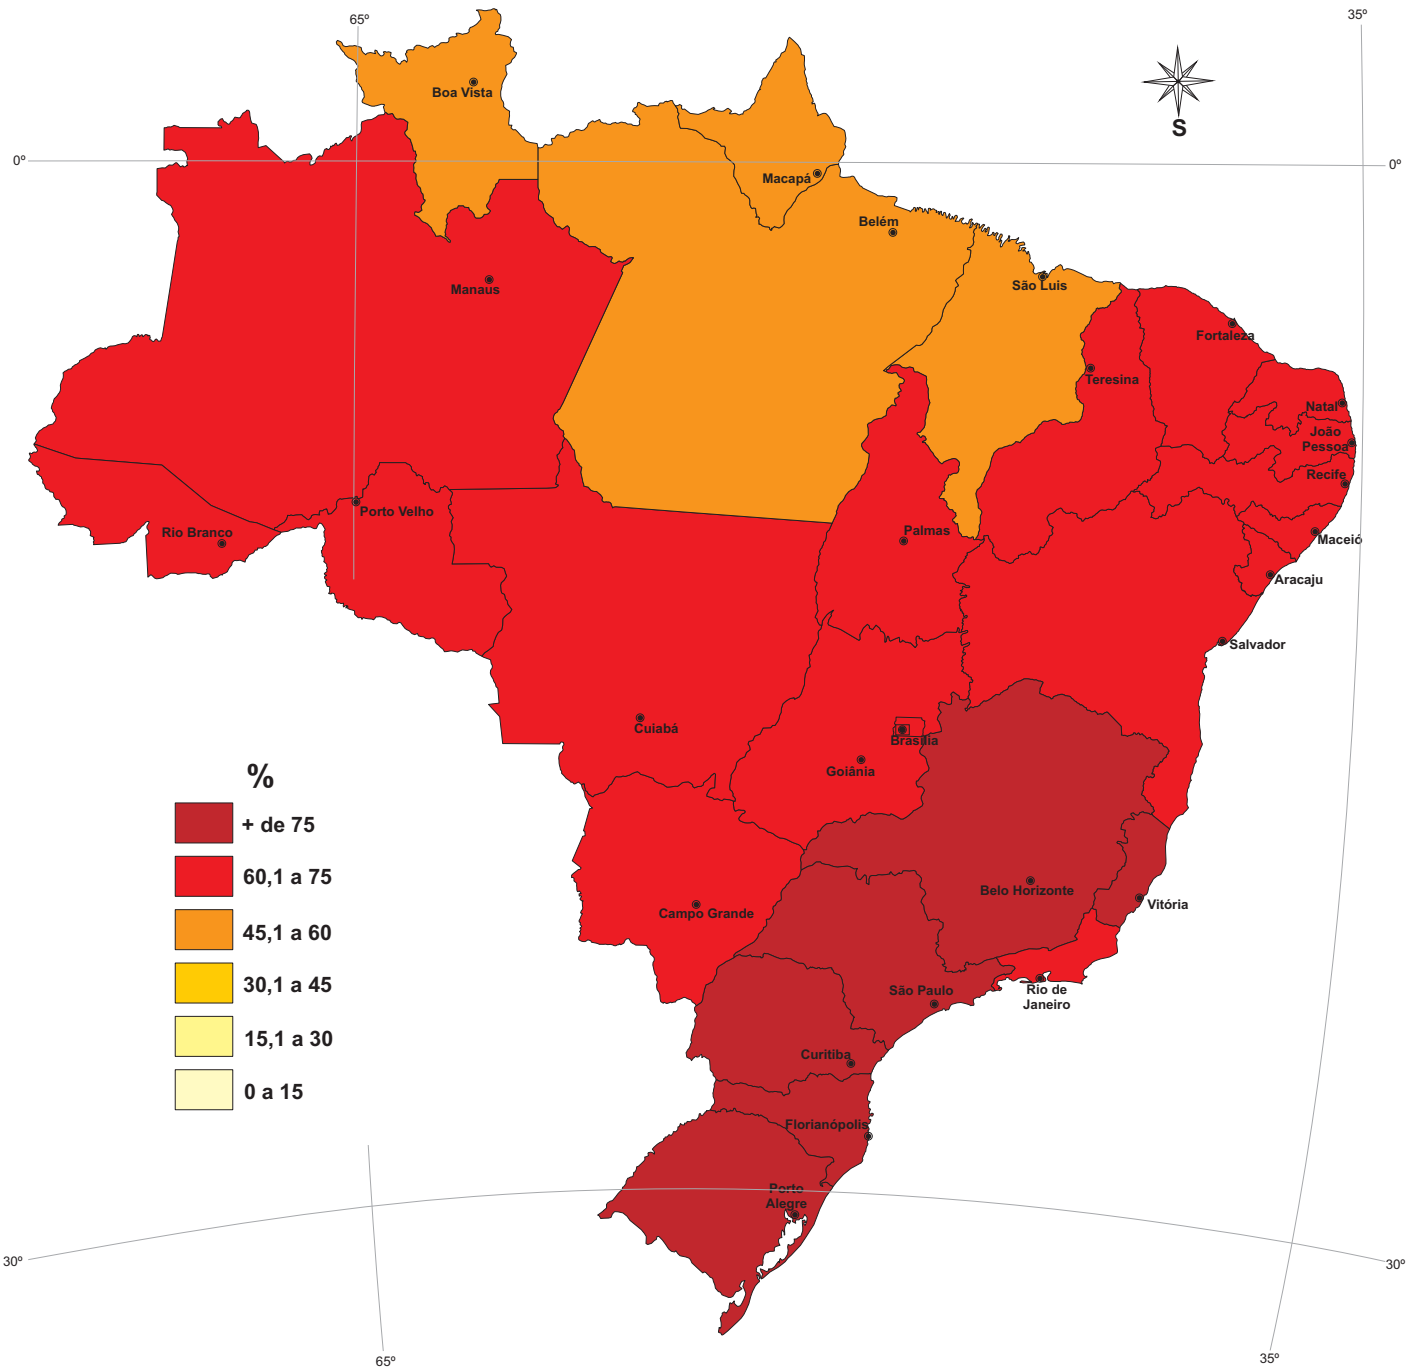 65º
35º
Boa Vista
S
0º
0º
Macapá
Belém
São Luis
Manaus
Fortaleza
Teresina
Natal
João
Pessoa
Recife
Porto Velho
Rio Branco
Palmas
Maceió
Aracaju
Salvador
Cuiabá
Brasília
Goiânia
%
+ de 75
60,1 a 75
45,1 a 60
30,1 a 45
15,1 a 30
0 a 15
Belo Horizonte
Vitória
Campo Grande
São Paulo
Rio de
Janeiro
Curitiba
Florianópolis
Porto
Alegre
30º
30º
65º
35º